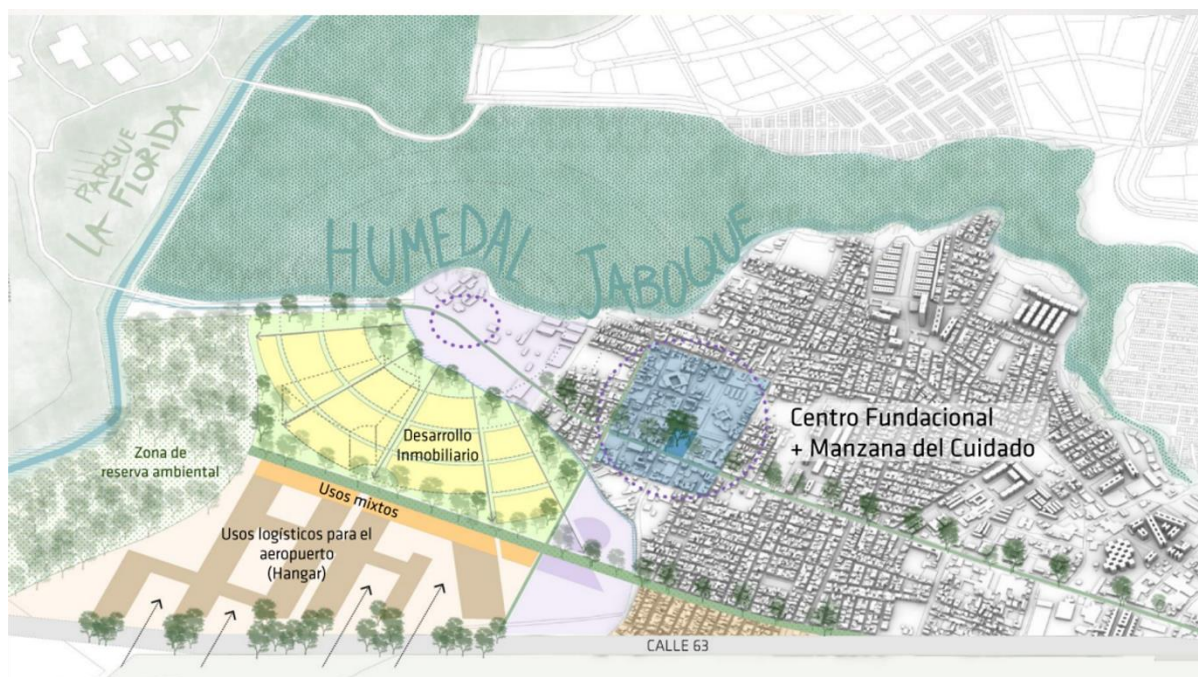 PARQUE
LA FLORIDA
HUMEDAL JABOQUE
Centro Fundacional
+ Manzana del Cuidado
Desarrollo
Inmobiliario
Zona de
reserva ambiental
Usos mixtos
Usos logísticos para el
aeropuerto
(Hangar)
CALLE 63